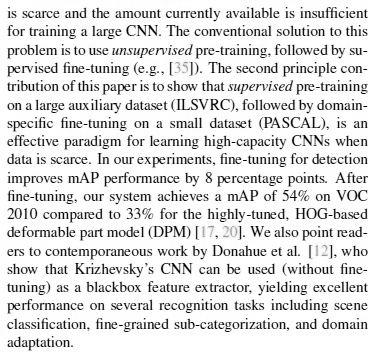 is scarce and the amount currently available is insufficient
for training a large CNN. The conventional solution to this
problem is to use unsupervised pre-training, followed by su-
pervised fine-tuning (e.g., [35]). The second principle con-
tribution of this paper is to show that supervised pre-training
on a large auxiliary dataset (ILSVRC), followed by domain-
specific fine-tuning on a small dataset (PASCAL), is an
effective paradigm for learning high-capacity CNNs when
data is scarce. In our experiments, fine-tuning for detection
improves mAP performance by 8 percentage points. After
fine-tuning, our system achieves a mAP of 54% on VOC
2010 compared to 33% for the highly-tuned, HOG-based
deformable part model (DPM) [17, 20]. We also point read-
ers to contemporaneous work by Donahue et al. [12], who
show that Krizhevsky's CNN can be used (without fine-
tuning) as a blackbox feature extractor, yielding excellent
performance on several recognition tasks including scene
classification, fine-grained sub-categorization, and domain
adaptation.